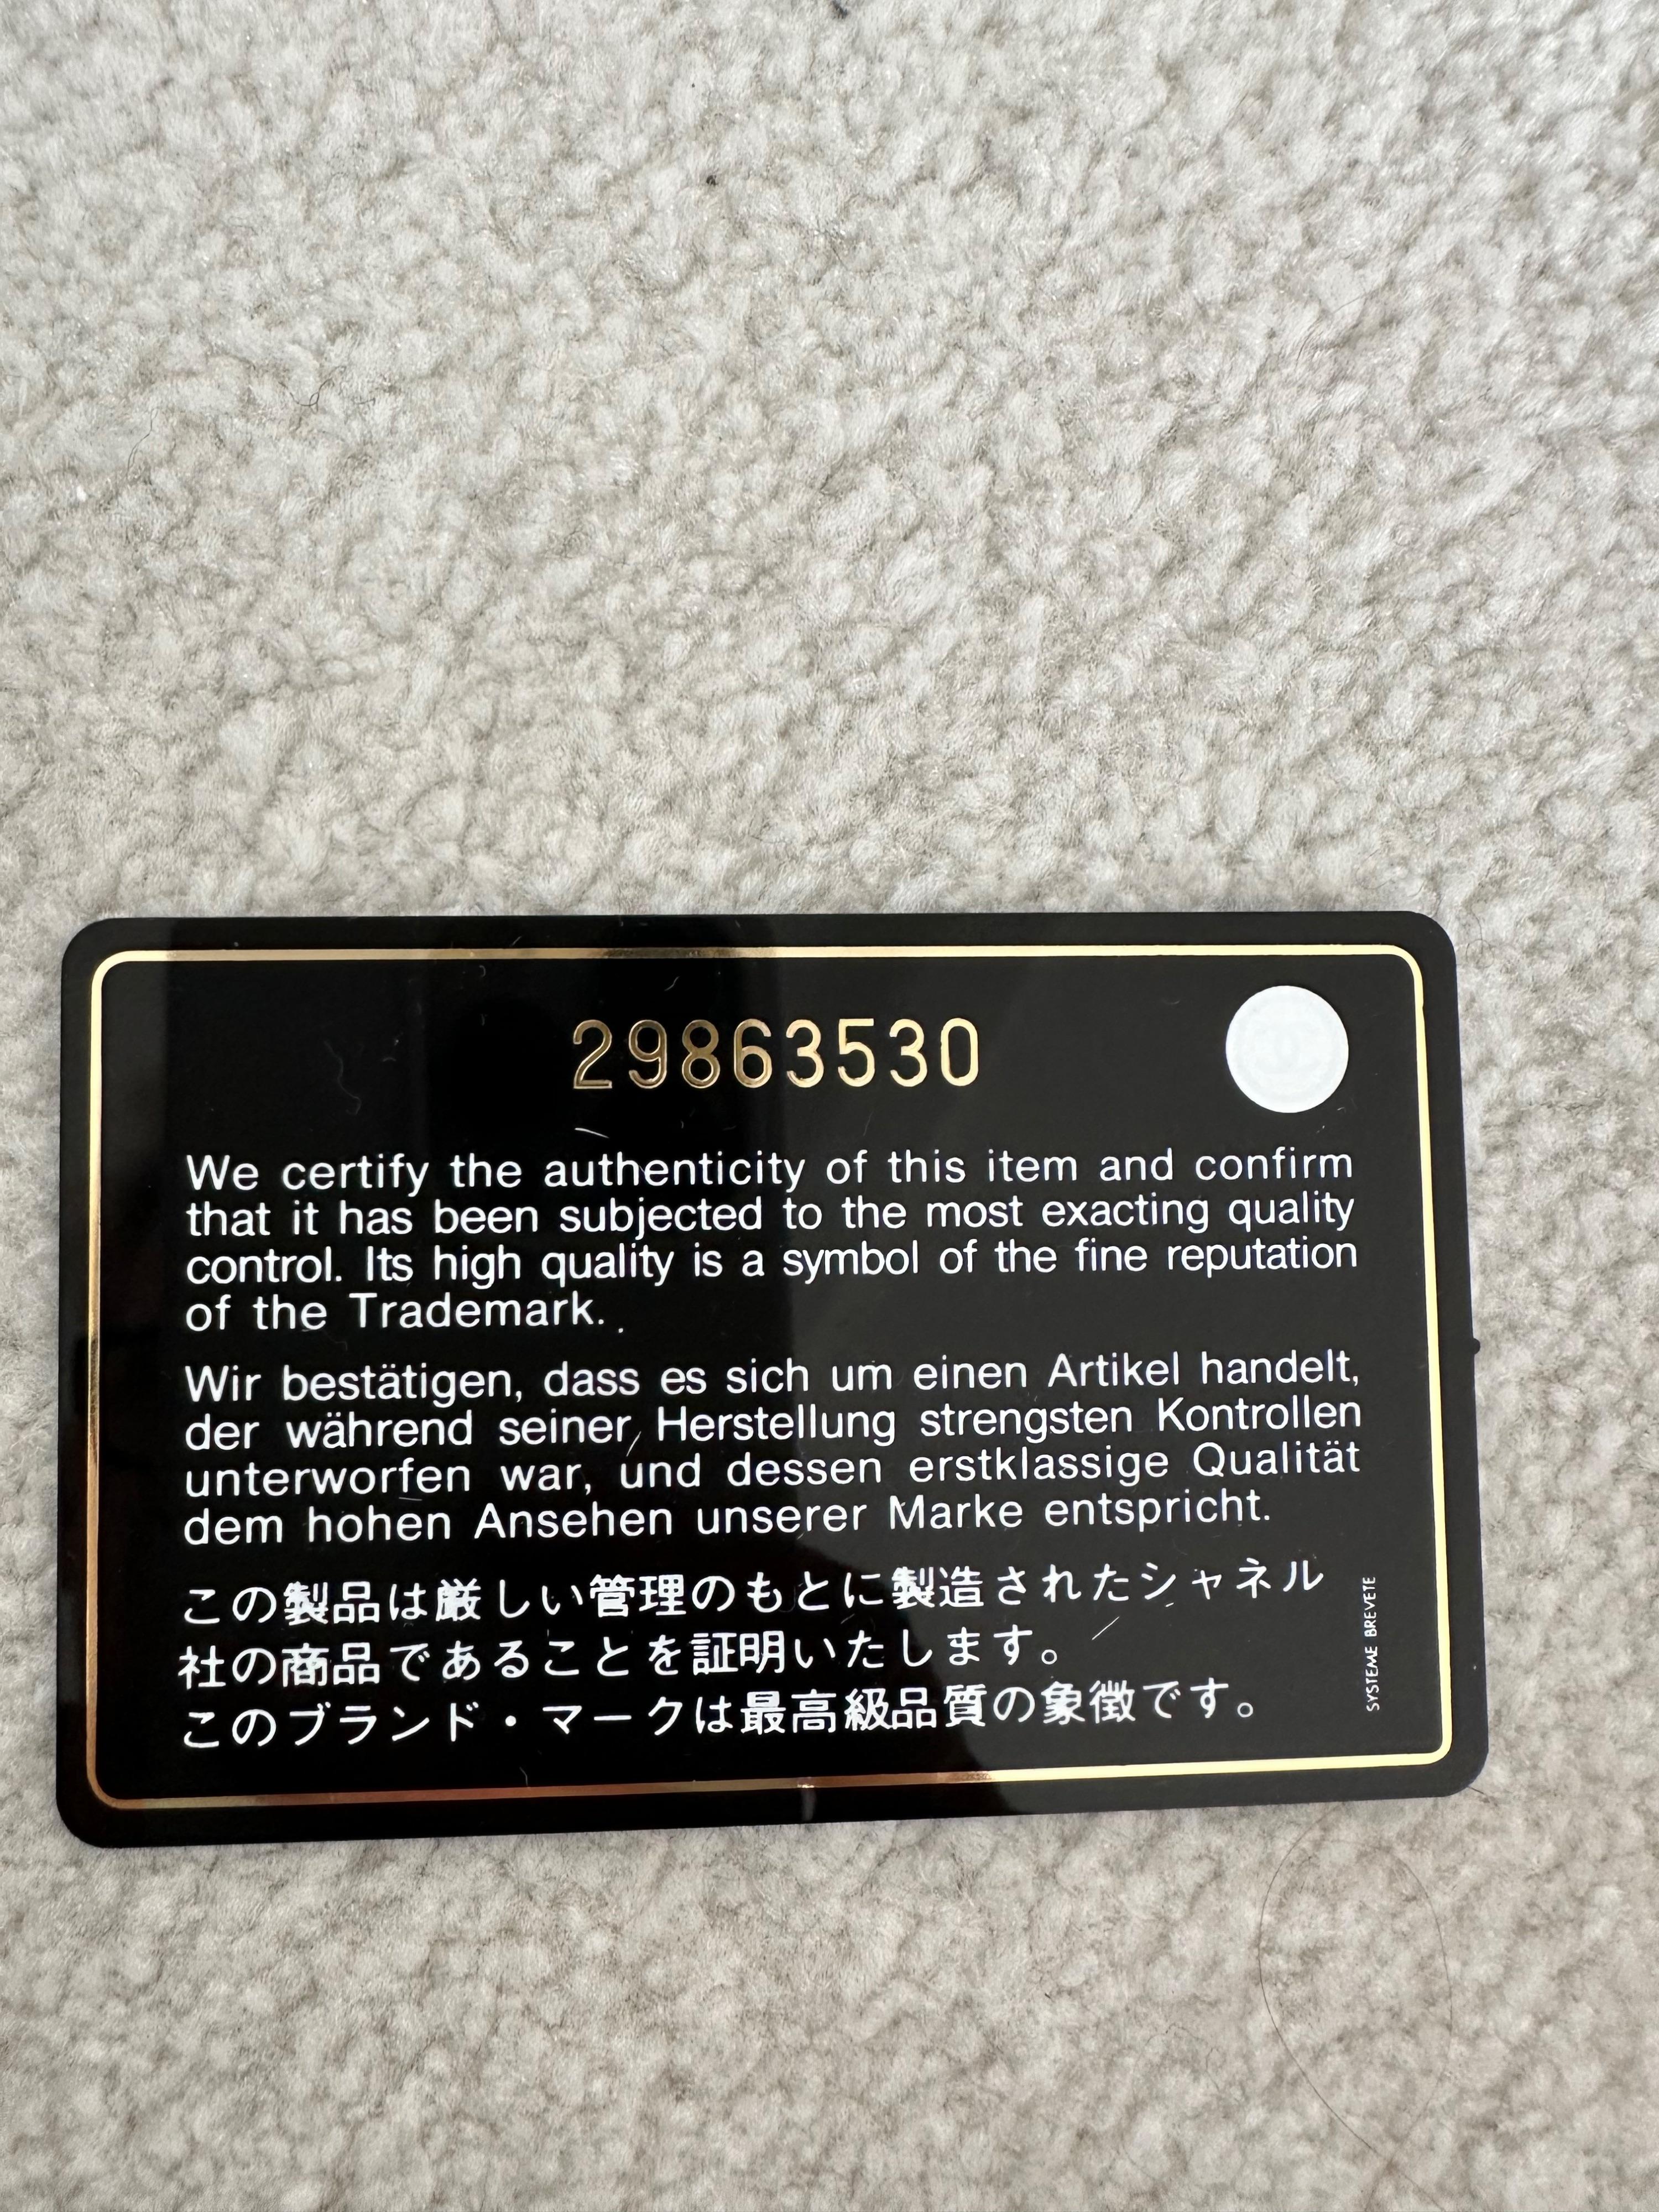 29863530
We certify the authenticity of this item and confirm
that it has been subjected to the most exacting quality
control. Its high quality is a symbol of the fine reputation
of the Trademark.
Wir bestätigen, dass es sich um einen Artikel handelt,
der während seiner Herstellung strengsten Kontrollen
unterworfen war, und dessen erstklassige Qualität
dem hohen Ansehen unserer Marke entspricht.
この製品は厳しい管理のもとに製造されたシャネル
社の商品であることを証明いたします。
このブランド・マークは最高級品質の象徴です。
SYSTEME BREVETE